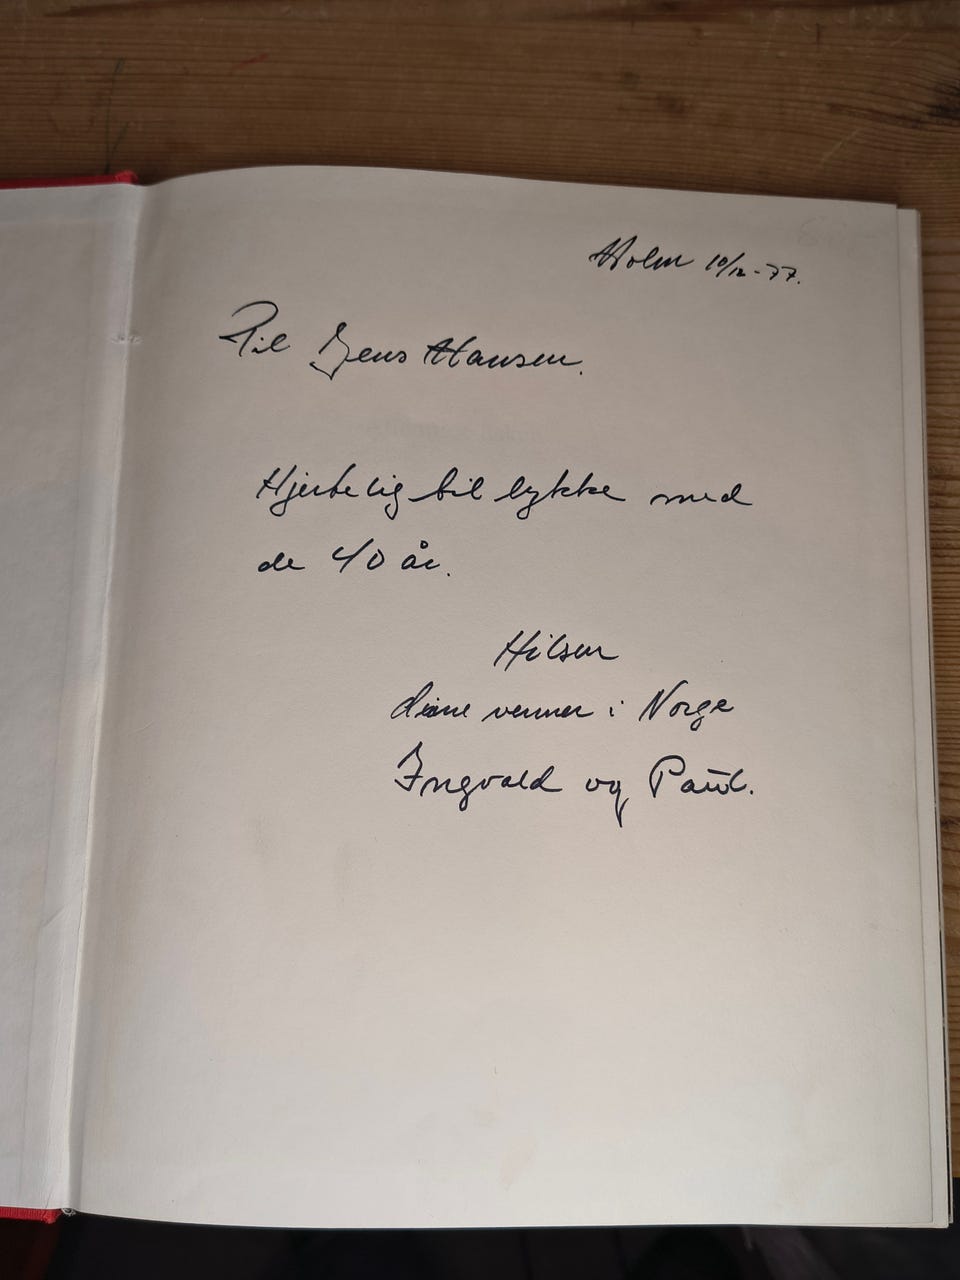 Holm 10/12-77.
Til Jens Hansen.
Hjertelig til lykke med
de 40 år.
Hilsen
dine venner i Norge
Ingvald og Paul.